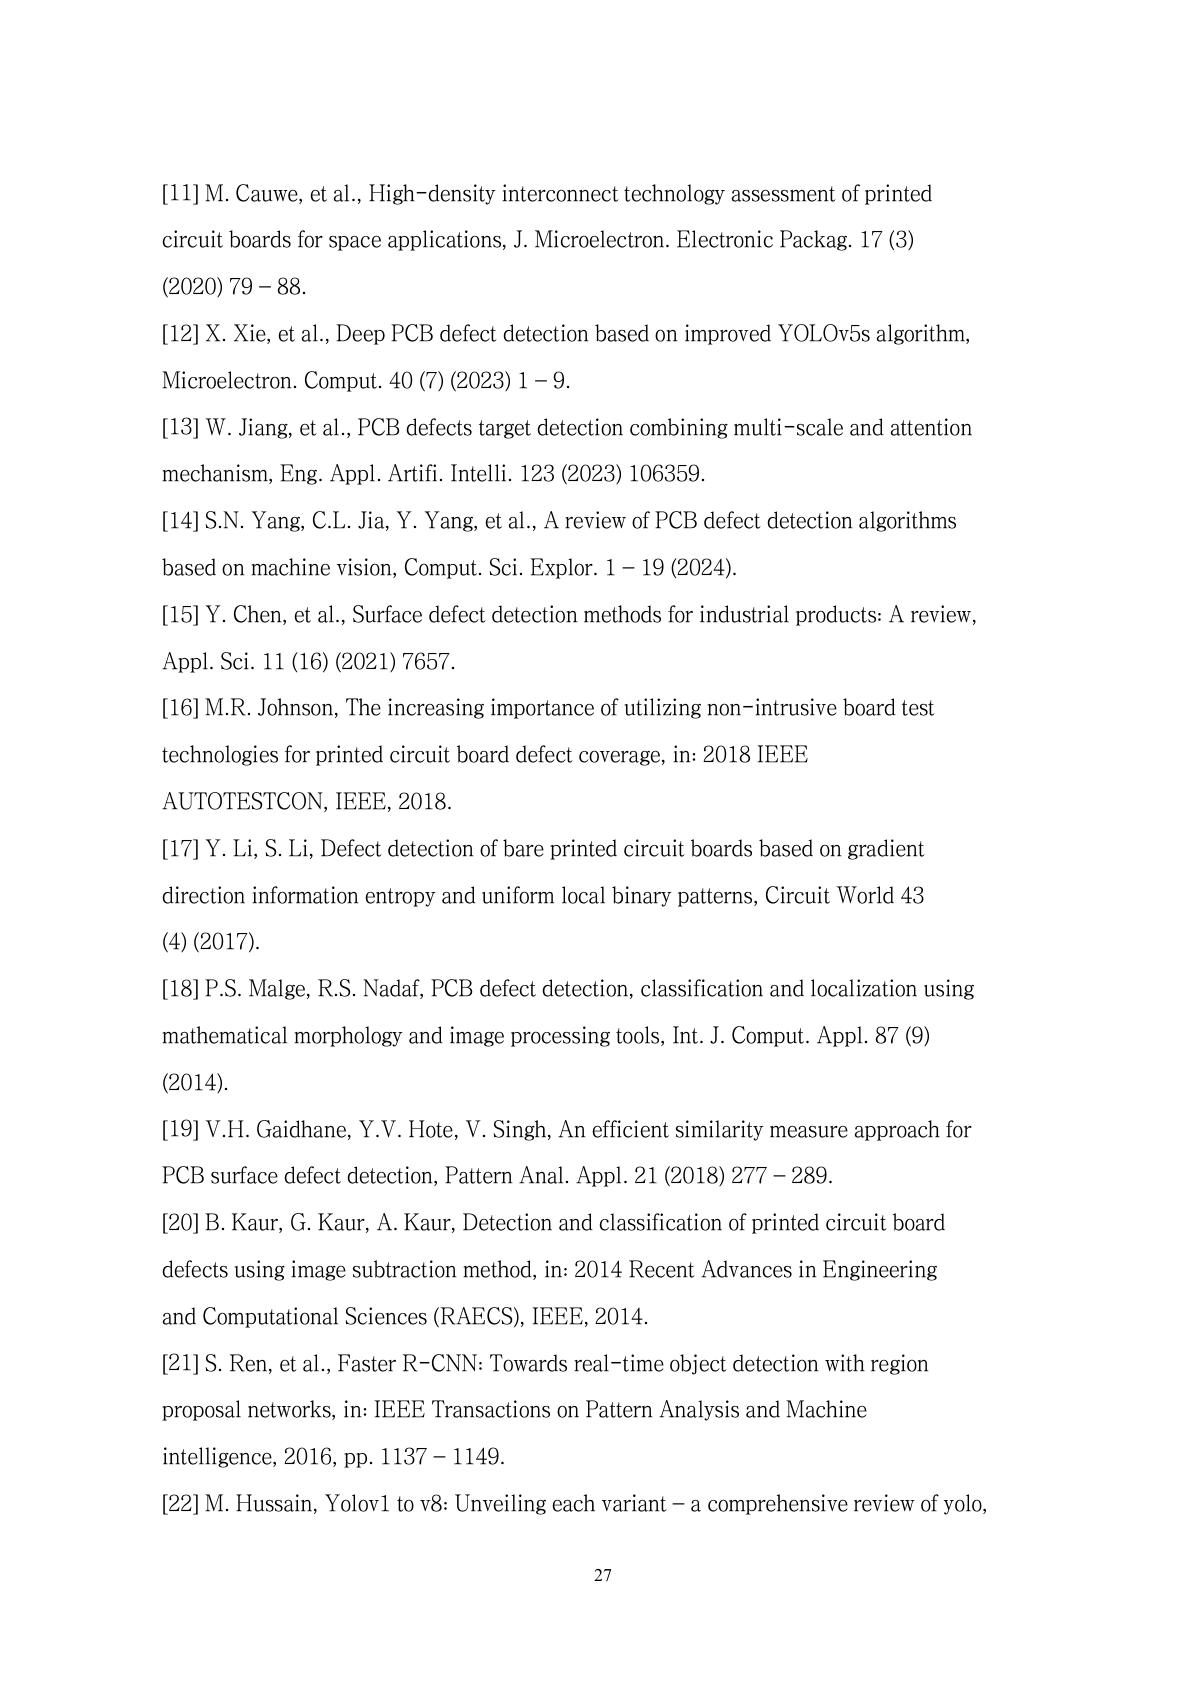 [11] M. Cauwe, et al., High-density interconnect technology assessment of printed
circuit boards for space applications, J. Microelectron. Electronic Packag. 17 (3)
(2020) 79 – 88.
[12] X. Xie, et al., Deep PCB defect detection based on improved YOLOv5s algorithm,
Microelectron. Comput. 40 (7) (2023) 1 – 9.
[13] W. Jiang, et al., PCB defects target detection combining multi-scale and attention
mechanism, Eng. Appl. Artifi. Intelli. 123 (2023) 106359.
[14] S.N. Yang, C.L. Jia, Y. Yang, et al., A review of PCB defect detection algorithms
based on machine vision, Comput. Sci. Explor. 1 – 19 (2024).
[15] Y. Chen, et al., Surface defect detection methods for industrial products: A review,
Appl. Sci. 11 (16) (2021) 7657.
[16] M.R. Johnson, The increasing importance of utilizing non-intrusive board test
technologies for printed circuit board defect coverage, in: 2018 IEEE
AUTOTESTCON, IEEE, 2018.
[17] Y. Li, S. Li, Defect detection of bare printed circuit boards based on gradient
direction information entropy and uniform local binary patterns, Circuit World 43
(4) (2017).
[18] P.S. Malge, R.S. Nadaf, PCB defect detection, classification and localization using
mathematical morphology and image processing tools, Int. J. Comput. Appl. 87 (9)
(2014).
[19] V.H. Gaidhane, Y.V. Hote, V. Singh, An efficient similarity measure approach for
PCB surface defect detection, Pattern Anal. Appl. 21 (2018) 277 – 289.
[20] B. Kaur, G. Kaur, A. Kaur, Detection and classification of printed circuit board
defects using image subtraction method, in: 2014 Recent Advances in Engineering
and Computational Sciences (RAECS), IEEE, 2014.
[21] S. Ren, et al., Faster R-CNN: Towards real-time object detection with region
proposal networks, in: IEEE Transactions on Pattern Analysis and Machine
intelligence, 2016, pp. 1137 – 1149.
[22] M. Hussain, Yolov1 to v8: Unveiling each variant – a comprehensive review of yolo,
27